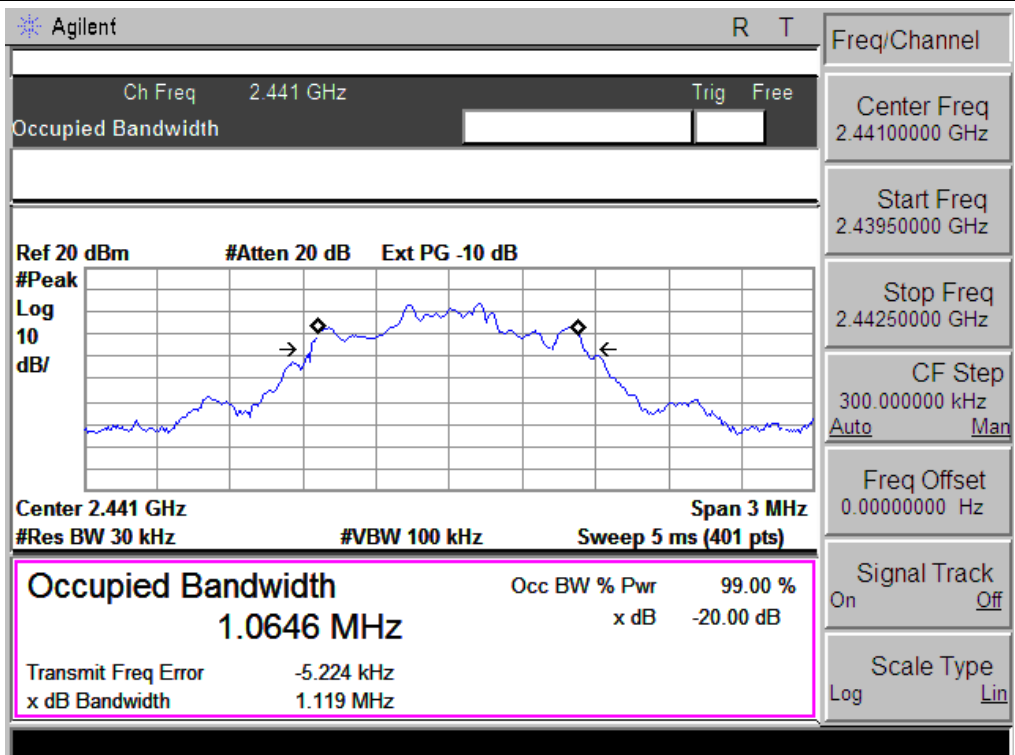 Agilent R T
Ch Freq 2.441 GHz Trig Free
Occupied Bandwidth
Ref 20 dBm #Atten 20 dB Ext PG -10 dB
#Peak
Log
10
dB/
Center 2.441 GHz Span 3 MHz
#Res BW 30 kHz #VBW 100 kHz Sweep 5 ms (401 pts)
Occupied Bandwidth
1.0646 MHz
Occ BW % Pwr 99.00 %
x dB -20.00 dB
Transmit Freq Error -5.224 kHz
x dB Bandwidth 1.119 MHz
Freq/Channel
Center Freq
2.44100000 GHz
Start Freq
2.43950000 GHz
Stop Freq
2.44250000 GHz
CF Step
300.000000 kHz
Auto Man
Freq Offset
0.00000000 Hz
Signal Track
On Off
Scale Type
Log Lin